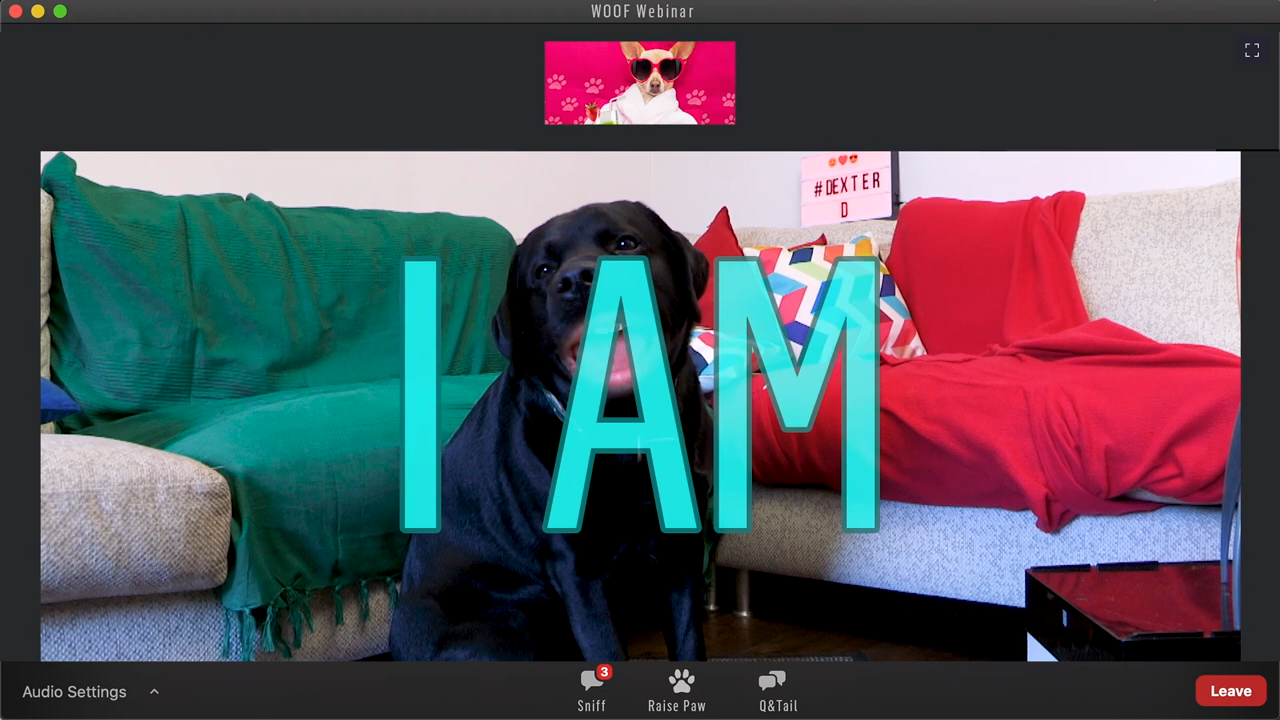 WOOF Webinar
#DEXTER
D
I AM
Audio Settings
3
Sniff
Raise Paw
Q&Tail
Leave